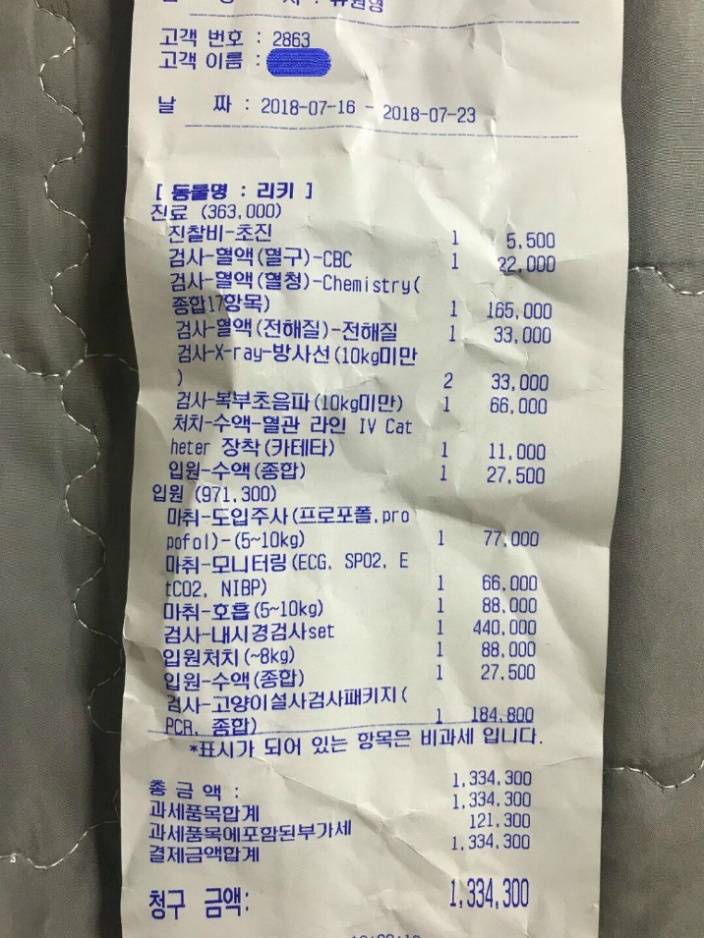 고객 번호 : 2863
고객 이름 :
날 짜 : 2018-07-16 - 2018-07-23
[ 동물명 : 리키 ]
진료 (363,000)
진찰비-초진 1 5,500
검사-혈액(혈구)-CBC 1 22,000
검사-혈액(혈청)-Chemistry(
종합17항목) 1 165,000
검사-혈액(전해질)-전해질 1 33,000
검사-X-ray-방사선(10kg미만
) 2 33,000
검사-복부초음파(10kg미만) 1 66,000
처치-수액-혈관 라인 IV Cat
heter 장착(카테타) 1 11,000
입원-수액(종합) 1 27,500
입원 (971,300)
마취-도입주사(프로포폴,pro
pofol)-(5~10kg) 1 77,000
마취-모니터링(ECG, SPO2, E
tCO2, NIBP) 1 66,000
마취-호흡(5~10kg) 1 88,000
검사-내시경검사set 1 440,000
입원처치(~8kg) 1 88,000
입원-수액(종합) 1 27,500
검사-고양이설사검사패키지(
PCR, 종합) 1 184,800
*표시가 되어 있는 항목은 비과세 입니다.
총 금 액 : 1,334,300
과세품목합계 1,334,300
과세품목에포함된부가세 121,300
결제금액합계 1,334,300
청구 금액: 1,334,300